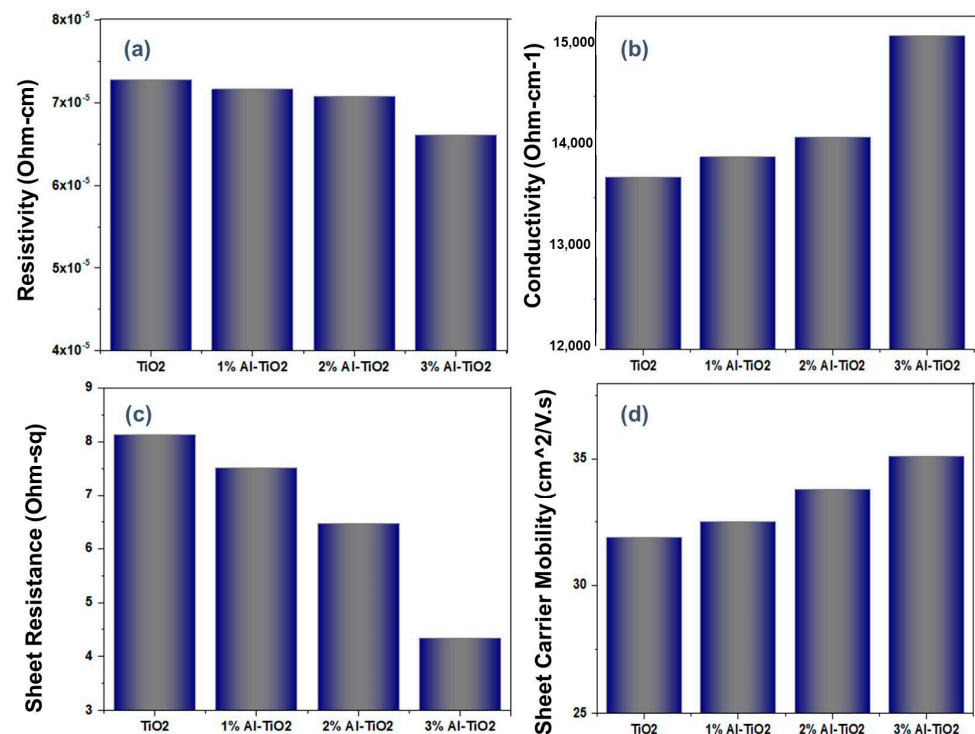 (a)
Resistivity (Ohm-cm)
8x10⁻⁵
7x10⁻⁵
6x10⁻⁵
5x10⁻⁵
4x10⁻⁵
TiO2 1% Al-TiO2 2% Al-TiO2 3% Al-TiO2
(b)
Conductivity (Ohm-cm-1)
15,000
14,000
13,000
12,000
TiO2 1% Al-TiO2 2% Al-TiO2 3% Al-TiO2
(c)
Sheet Resistance (Ohm-sq)
9
8
7
6
5
4
3
TiO2 1% Al-TiO2 2% Al-TiO2 3% Al-TiO2
(d)
Sheet Carrier Mobility (cm^2/V.s)
35
30
25
TiO2 1% Al-TiO2 2% Al-TiO2 3% Al-TiO2